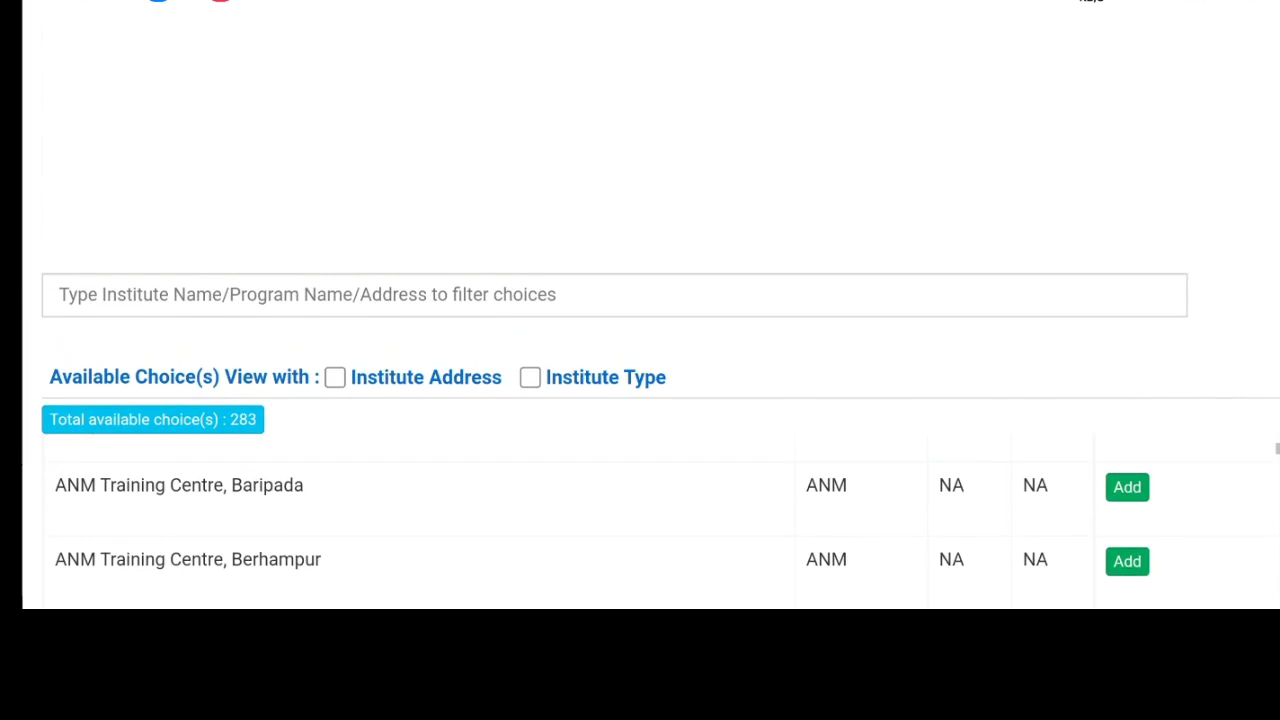 Type Institute Name/Program Name/Address to filter choices
Available Choice(s) View with : Institute Address Institute Type
Total available choice(s) : 283
ANM Training Centre, Baripada ANM NA NA Add
ANM Training Centre, Berhampur ANM NA NA Add